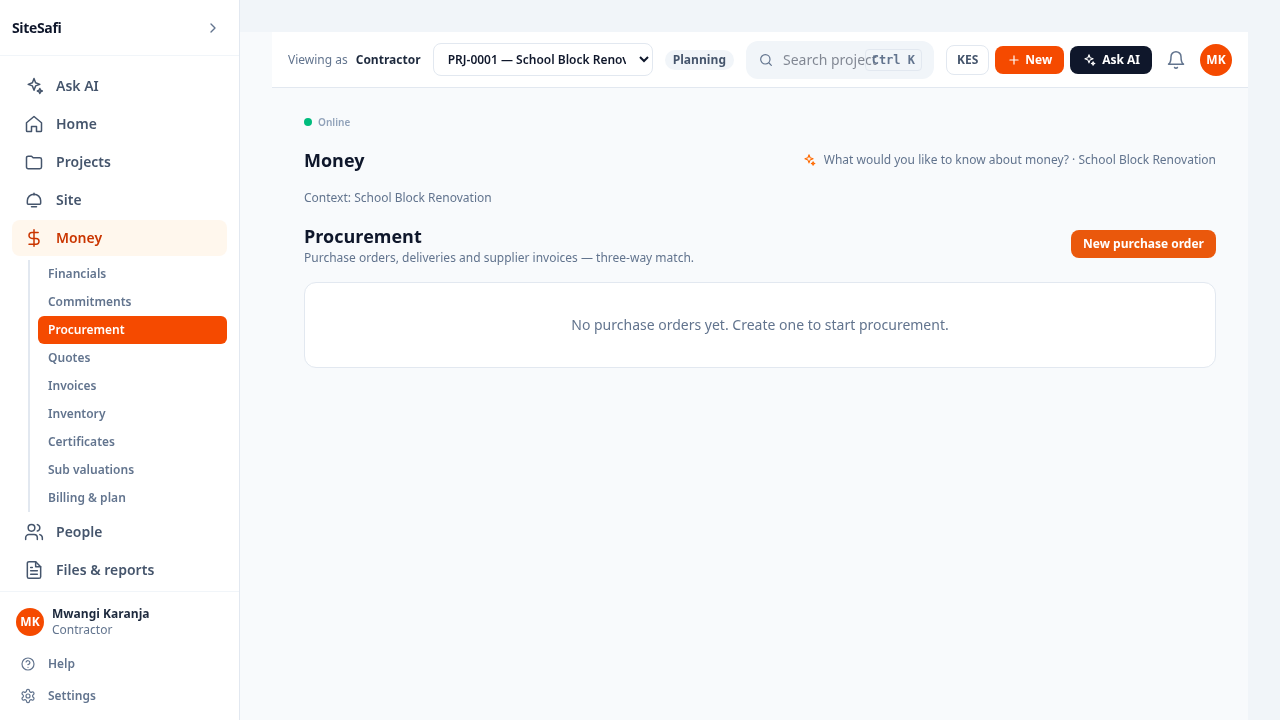 SiteSafi
Ask AI
Home
Projects
Site
Money
Financials
Commitments
Procurement
Quotes
Invoices
Inventory
Certificates
Sub valuations
Billing & plan
People
Files & reports
MK
Mwangi Karanja
Contractor
Help
Settings
Viewing as Contractor
PRJ-0001 — School Block Renov
Planning
Search project
Ctrl K
KES
New
Ask AI
MK
Online
Money
What would you like to know about money? · School Block Renovation
Context: School Block Renovation
Procurement
Purchase orders, deliveries and supplier invoices — three-way match.
New purchase order
No purchase orders yet. Create one to start procurement.